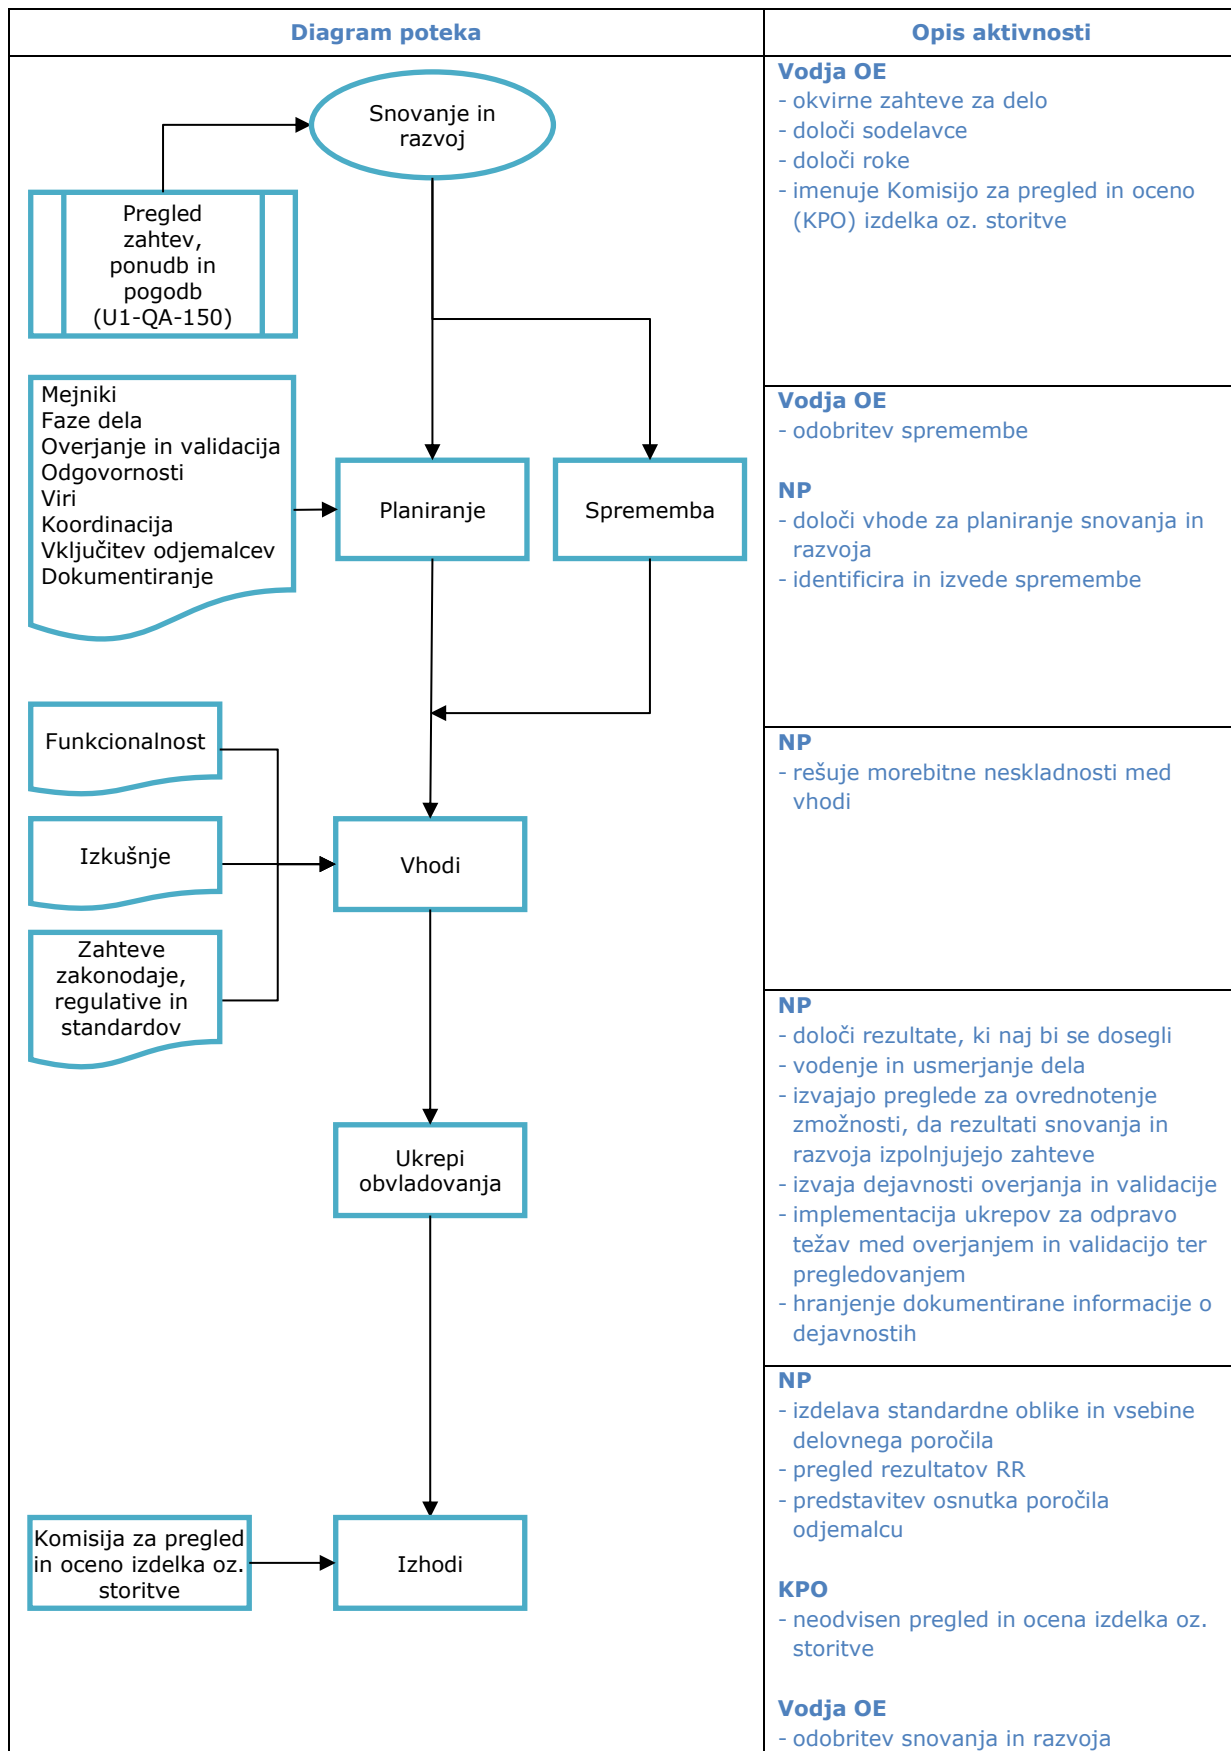 Diagram poteka
Opis aktivnosti
Snovanje in
razvoj
Pregled
zahtev,
ponudb in
pogodb
(U1-QA-150)
Vodja OE
- okvirne zahteve za delo
- določi sodelavce
- določi roke
- imenuje Komisijo za pregled in oceno
(KPO) izdelka oz. storitve
Mejniki
Faze dela
Overjanje in validacija
Odgovornosti
Viri
Koordinacija
Vključitev odjemalcev
Dokumentiranje
Planiranje
Sprememba
Vodja OE
- odobritev spremembe
NP
- določi vhode za planiranje snovanja in
razvoja
- identificira in izvede spremembe
Funkcionalnost
Izkušnje
Zahteve
zakonodaje,
regulative in
standardov
Vhodi
NP
- rešuje morebitne neskladnosti med
vhodi
Ukrepi
obvladovanja
NP
- določi rezultate, ki naj bi se dosegli
- vodenje in usmerjanje dela
- izvajajo preglede za ovrednotenje
zmožnosti, da rezultati snovanja in
razvoja izpolnjujejo zahteve
- izvaja dejavnosti overjanja in validacije
- implementacija ukrepov za odpravo
težav med overjanjem in validacijo ter
pregledovanjem
- hranjenje dokumentirane informacije o
dejavnostih
Komisija za pregled
in oceno izdelka oz.
storitve
Izhodi
NP
- izdelava standardne oblike in vsebine
delovnega poročila
- pregled rezultatov RR
- predstavitev osnutka poročila
odjemalcu
KPO
- neodvisen pregled in ocena izdelka oz.
storitve
Vodja OE
- odobritev snovanja in razvoja